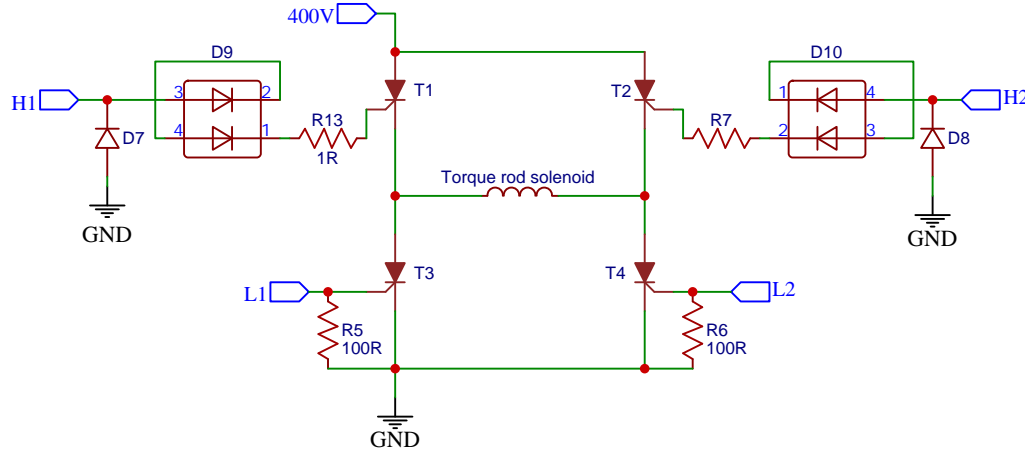 400V
D9
D10
H1
3
2
T1
T2
1
4
H2
D7
4
1
R13
1R
R7
2
3
D8
GND
Torque rod solenoid
GND
T3
T4
L1
L2
R5
100R
R6
100R
GND